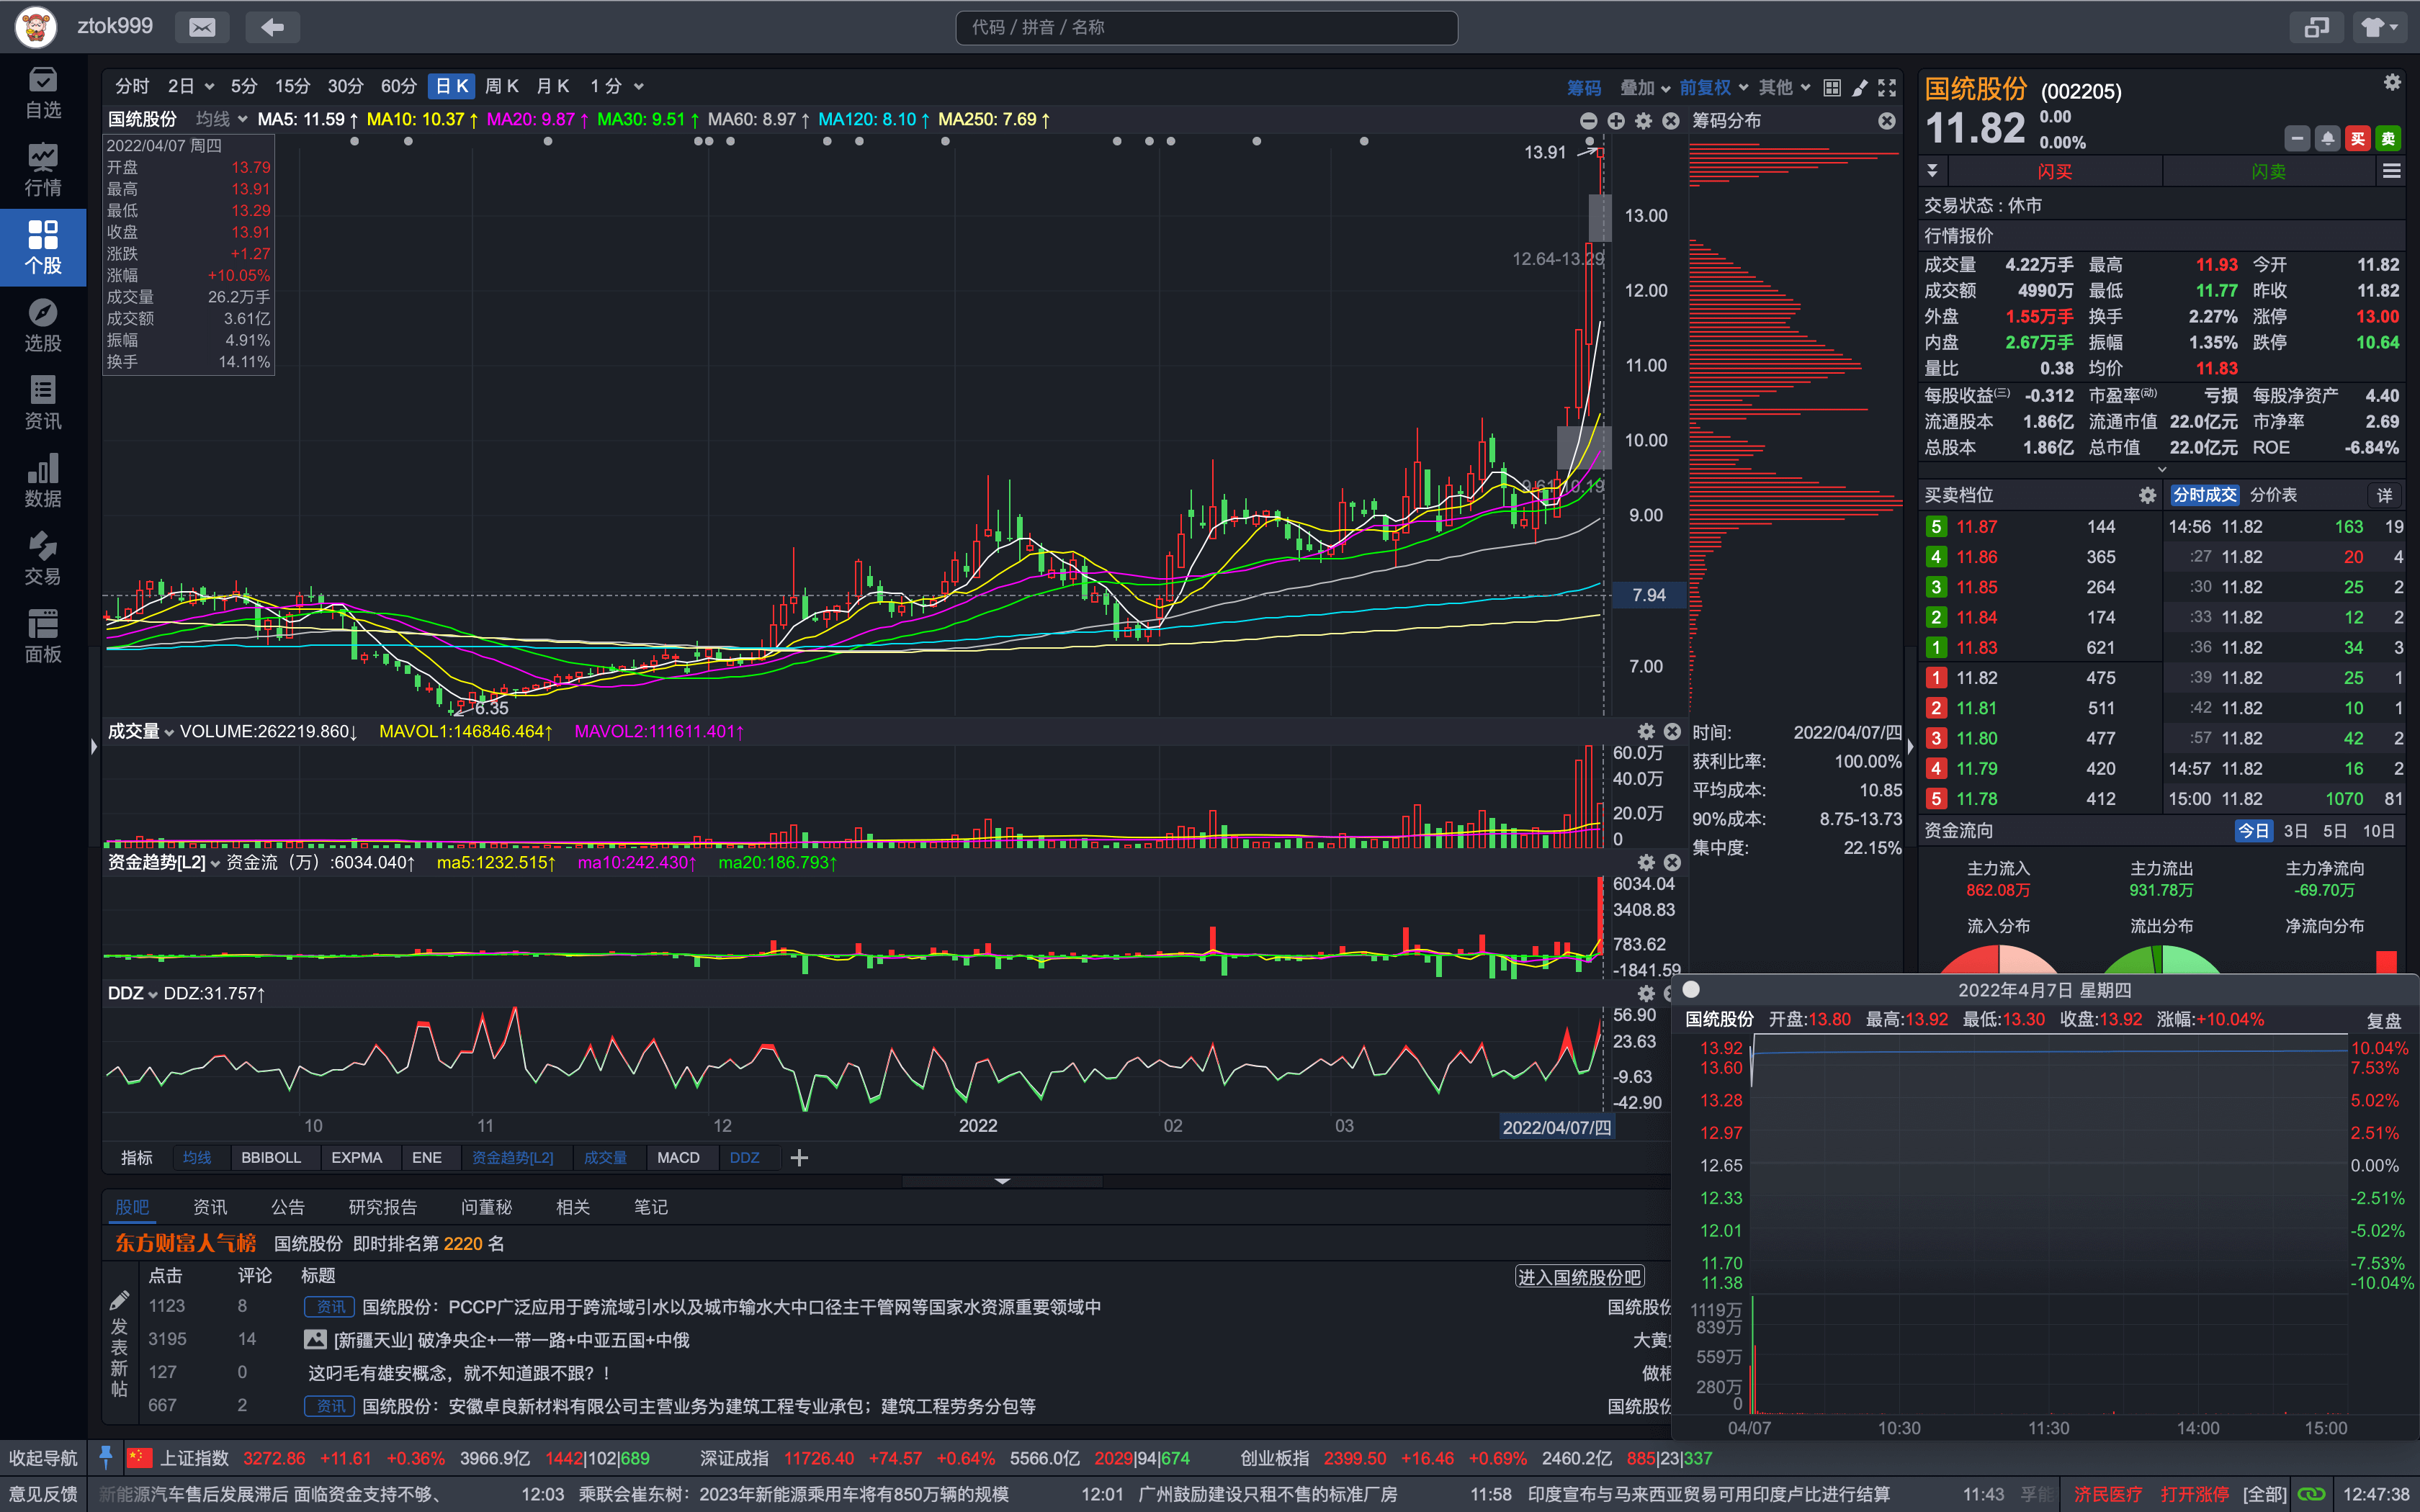 ztok999
代码 / 拼音 / 名称
自选
行情
个股
选股
资讯
数据
交易
面板
分时 2日 5分 15分 30分 60分 日K 周K 月K 1分 筹码 叠加 前复权 其他
国统股份 均线 MA5: 11.59↑ MA10: 10.37↑ MA20: 9.87↑ MA30: 9.51↑ MA60: 8.97↑ MA120: 8.10↑ MA250: 7.69↑
筹码分布
2022/04/07 周四
开盘 13.79
最高 13.91
最低 13.29
收盘 13.91
涨跌 +1.27
涨幅 +10.05%
成交量 26.2万手
成交额 3.61亿
振幅 4.91%
换手 14.11%
13.91
13.00
12.64-13.29
12.00
11.00
10.00
9.61-10.19
9.00
7.94
7.00
6.35
成交量 VOLUME:262219.860↓ MAVOL1:146846.464↑ MAVOL2:111611.401↑
60.0万
40.0万
20.0万
0
时间: 2022/04/07/四
获利比率: 100.00%
平均成本: 10.85
90%成本: 8.75-13.73
集中度: 22.15%
资金趋势[L2] 资金流（万）:6034.040↑ ma5:1232.515↑ ma10:242.430↑ ma20:186.793↑
6034.04
3408.83
783.62
-1841.59
DDZ DDZ:31.757↑
56.90
23.63
-9.63
-42.90
10 11 12 2022 02 03 2022/04/07/四
指标 均线 BBIBOLL EXPMA ENE 资金趋势[L2] 成交量 MACD DDZ
股吧 资讯 公告 研究报告 问董秘 相关 笔记
东方财富人气榜 国统股份 即时排名第 2220 名
点击 评论 标题 进入国统股份吧
发表新帖
1123 8 资讯 国统股份：PCCP广泛应用于跨流域引水以及城市输水大中口径主干管网等国家水资源重要领域中 国统股份
3195 14 [新疆天业] 破净央企+一带一路+中亚五国+中俄 大黄
127 0 这叼毛有雄安概念，就不知道跟不跟？！ 做根
667 2 资讯 国统股份：安徽卓良新材料有限公司主营业务为建筑工程专业承包；建筑工程劳务分包等 国统股份
国统股份 (002205)
11.82 0.00
0.00%
买 卖
闪买 闪卖
交易状态 : 休市
行情报价
成交量 4.22万手 最高 11.93 今开 11.82
成交额 4990万 最低 11.77 昨收 11.82
外盘 1.55万手 换手 2.27% 涨停 13.00
内盘 2.67万手 振幅 1.35% 跌停 10.64
量比 0.38 均价 11.83
每股收益(三) -0.312 市盈率(动) 亏损 每股净资产 4.40
流通股本 1.86亿 流通市值 22.0亿元 市净率 2.69
总股本 1.86亿 总市值 22.0亿元 ROE -6.84%
买卖档位 分时成交 分价表 详
5 11.87 144 14:56 11.82 163 19
4 11.86 365 :27 11.82 20 4
3 11.85 264 :30 11.82 25 2
2 11.84 174 :33 11.82 12 2
1 11.83 621 :36 11.82 34 3
1 11.82 475 :39 11.82 25 1
2 11.81 511 :42 11.82 10 1
3 11.80 477 :57 11.82 42 2
4 11.79 420 14:57 11.82 16 2
5 11.78 412 15:00 11.82 1070 81
资金流向 今日 3日 5日 10日
主力流入 主力流出 主力净流向
862.08万 931.78万 -69.70万
流入分布 流出分布 净流向分布
2022年4月7日 星期四
国统股份 开盘:13.80 最高:13.92 最低:13.30 收盘:13.92 涨幅:+10.04% 复盘
13.92 10.04%
13.60 7.53%
13.28 5.02%
12.97 2.51%
12.65 0.00%
12.33 -2.51%
12.01 -5.02%
11.70 -7.53%
11.38 -10.04%
1119万
839万
559万
280万
0
04/07 10:30 11:30 14:00 15:00
收起导航 上证指数 3272.86 +11.61 +0.36% 3966.9亿 1442|102|689 深证成指 11726.40 +74.57 +0.64% 5566.0亿 2029|94|674 创业板指 2399.50 +16.46 +0.69% 2460.2亿 885|23|337
意见反馈 新能源汽车售后发展滞后 面临资金支持不够、 12:03 乘联会崔东树：2023年新能源乘用车将有850万辆的规模 12:01 广州鼓励建设只租不售的标准厂房 11:58 印度宣布与马来西亚贸易可用印度卢比进行结算 11:43 孚能 济民医疗 打开涨停 [全部] 12:47:38